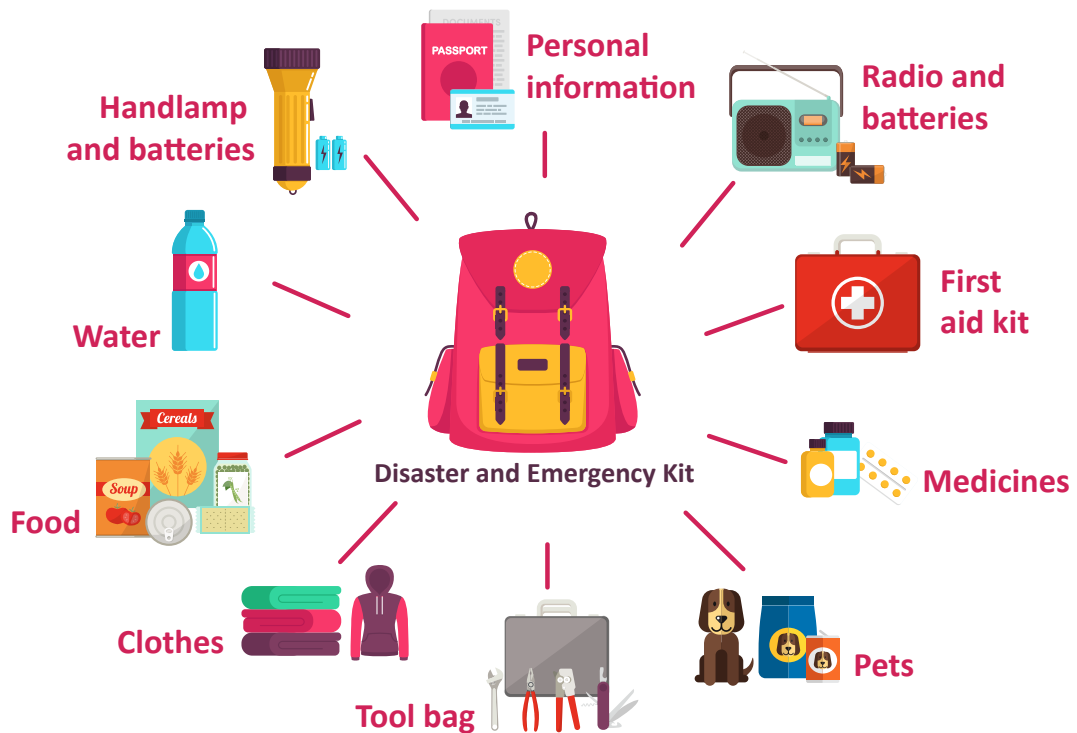 DOCUMENTS
PASSPORT
Personal
information
Radio and
batteries
Handlamp
and batteries
First
aid kit
Water
Cereals
Soup
Food
Disaster and Emergency Kit
Medicines
Clothes
Pets
Tool bag